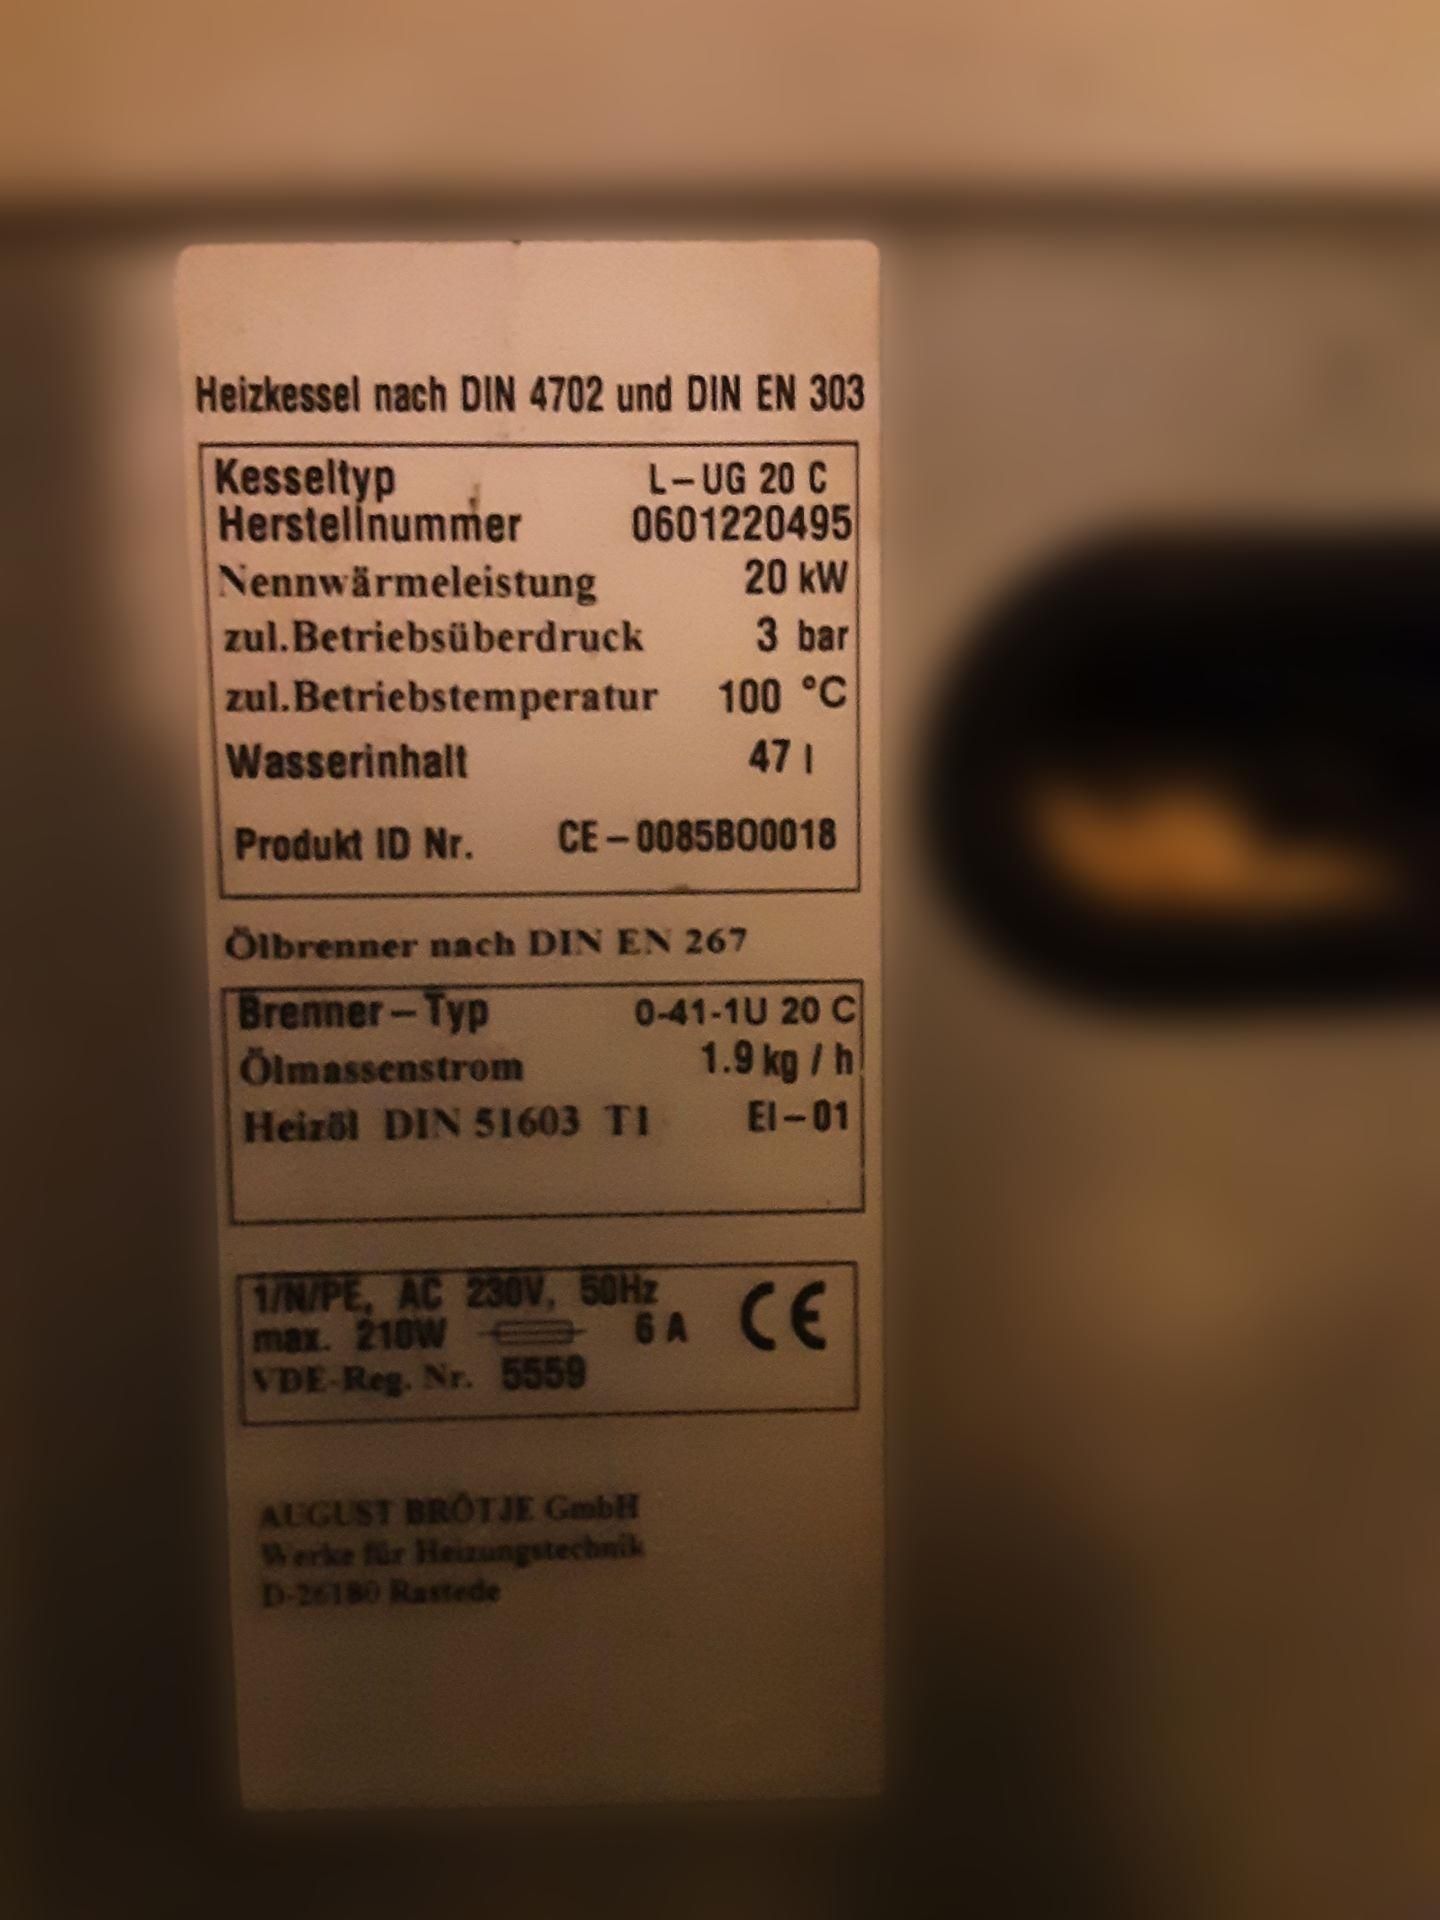 Heizkessel nach DIN 4702 und DIN EN 303
Kesseltyp L-UG 20 C
Herstellnummer 0601220495
Nennwärmeleistung 20 kW
zul.Betriebsüberdruck 3 bar
zul.Betriebstemperatur 100 °C
Wasserinhalt 47 l
Produkt ID Nr. CE-0085BO0018
Ölbrenner nach DIN EN 267
Brenner-Typ 0-41-1U 20 C
Ölmassenstrom 1.9 kg / h
Heizöl DIN 51603 T1 El-01
1/N/PE, AC 230V, 50Hz
max. 210W 6 A CE
VDE-Reg. Nr. 5559
AUGUST BRÖTJE GmbH
Werke für Heizungstechnik
D-26180 Rastede